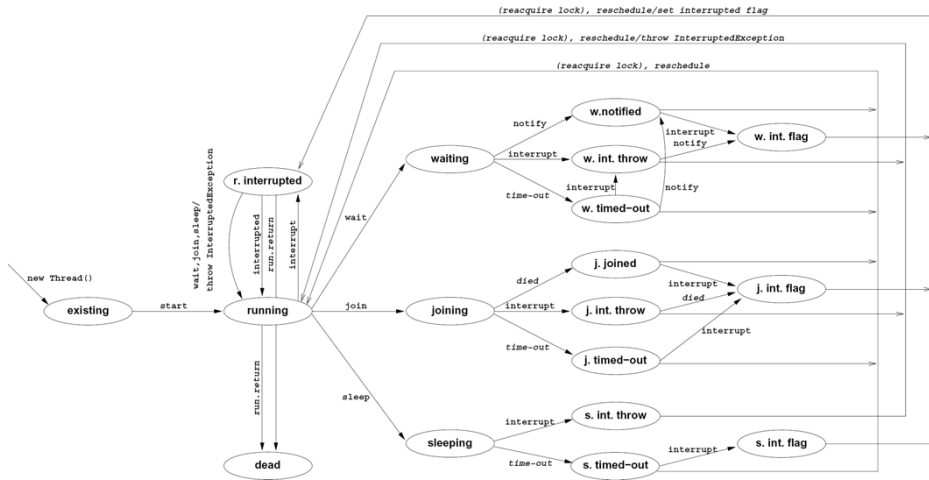 (reacquire lock), reschedule/set interrupted flag
(reacquire lock), reschedule/throw InterruptedException
(reacquire lock), reschedule
w.notified
notify
interrupt
notify
w. int. flag
waiting
interrupt
w. int. throw
r. interrupted
time-out
interrupt
notify
w. timed-out
wait
wait,join,sleep/
throw InterruptedException
interrupted
run.return
interrupt
new Thread()
j. joined
died
interrupt
died
j. int. flag
existing
start
running
join
joining
interrupt
j. int. throw
time-out
interrupt
j. timed-out
run.return
sleep
s. int. throw
interrupt
sleeping
interrupt
s. int. flag
dead
time-out
s. timed-out